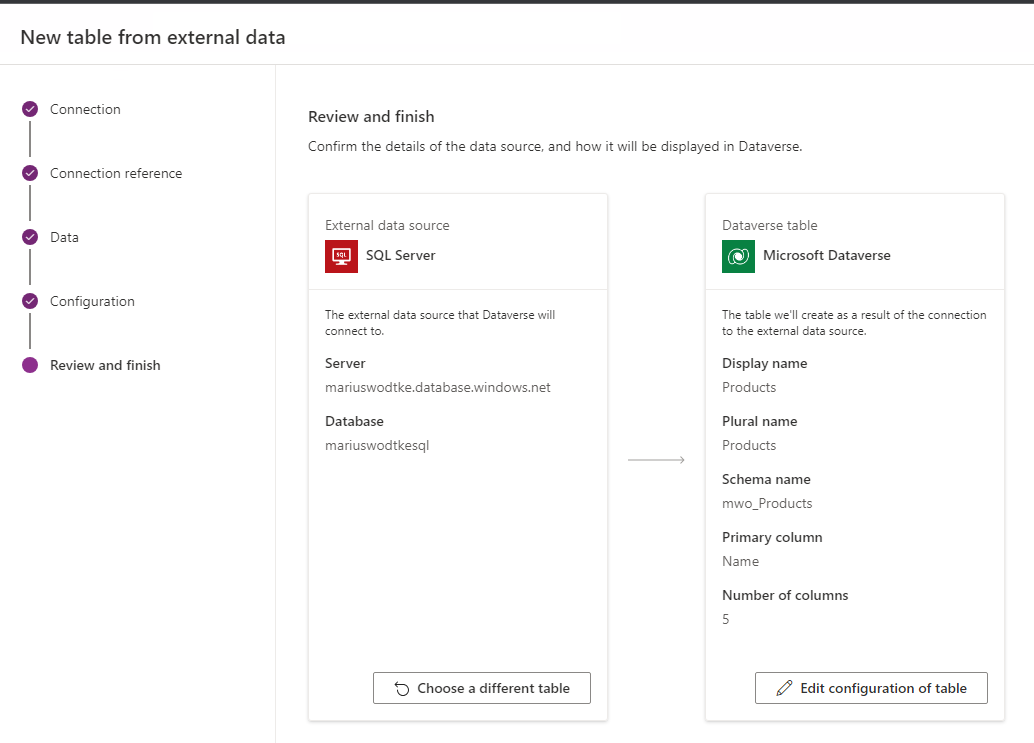 New table from external data
Connection
Connection reference
Data
Configuration
Review and finish
Review and finish
Confirm the details of the data source, and how it will be displayed in Dataverse.
External data source
SQL
SQL Server
The external data source that Dataverse will
connect to.
Server
mariuswodtke.database.windows.net
Database
mariuswodtkesql
Choose a different table
Dataverse table
Microsoft Dataverse
The table we'll create as a result of the connection
to the external data source.
Display name
Products
Plural name
Products
Schema name
mwo_Products
Primary column
Name
Number of columns
5
Edit configuration of table